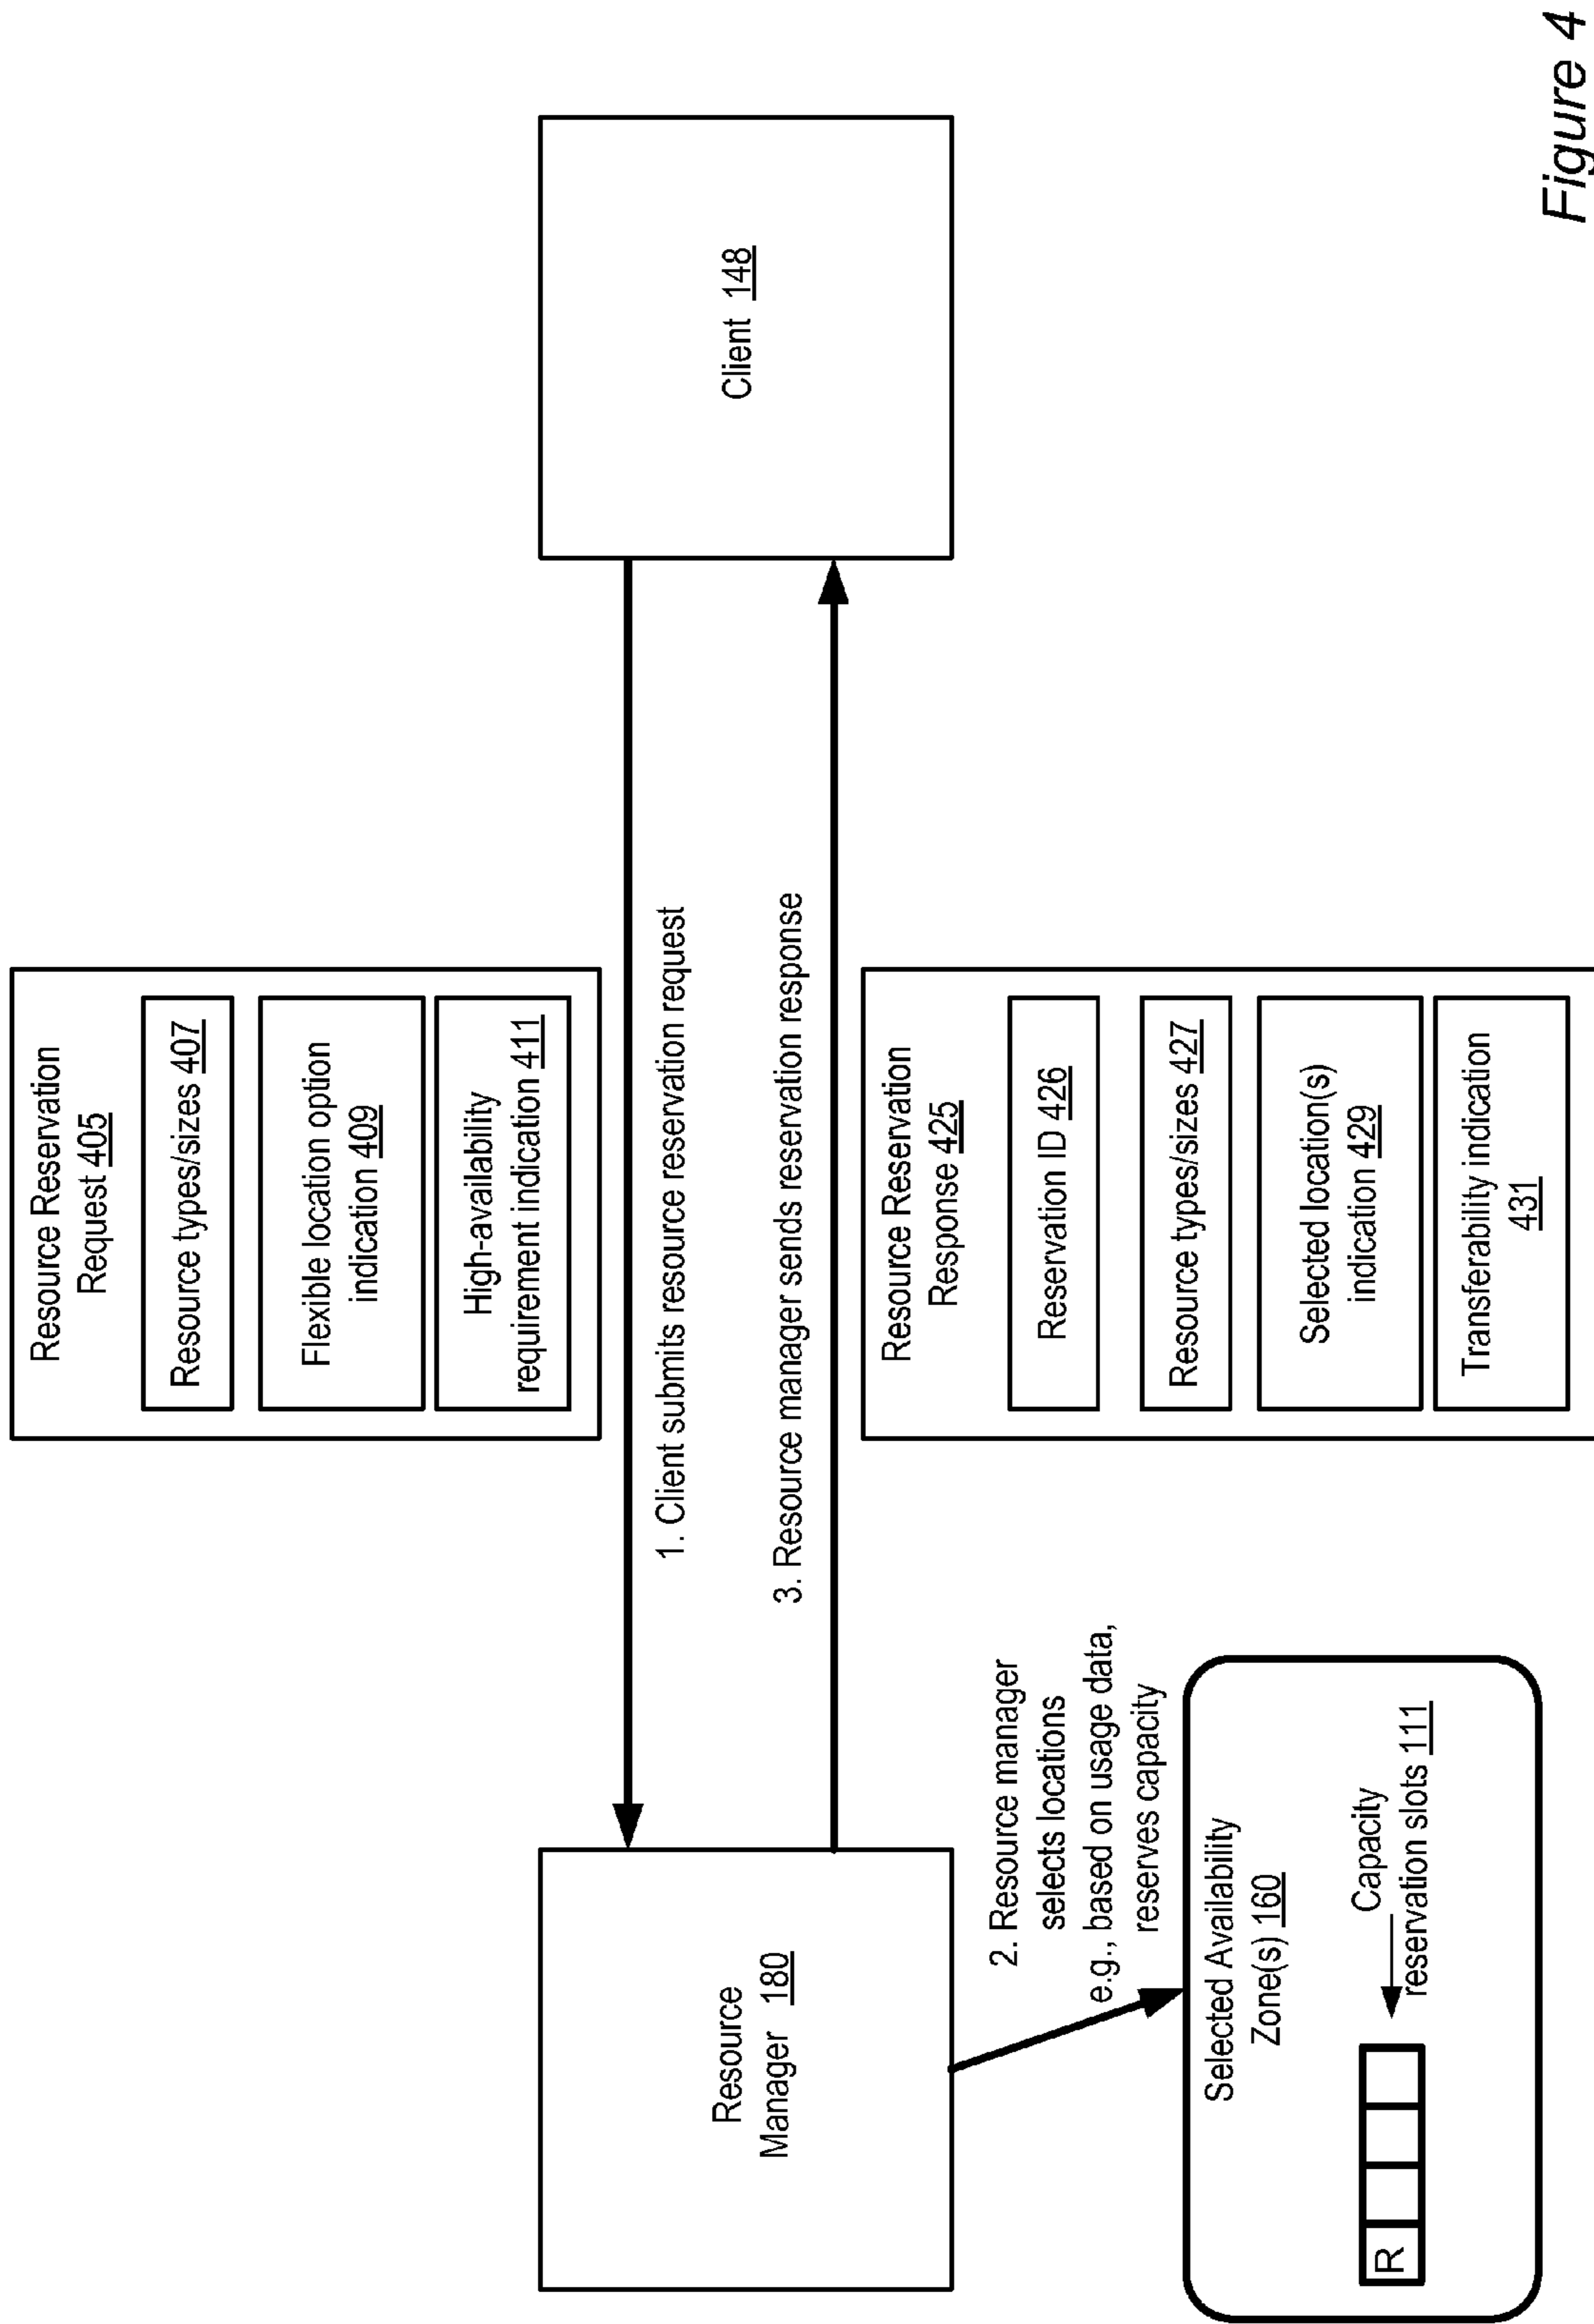 Resource Reservation
Request 405
Resource types/sizes 407
Flexible location option
indication 409
High-availability
requirement indication 411
Resource
Manager 180
1. Client submits resource reservation request
Client 148
3. Resource manager sends reservation response
2. Resource manager
selects locations
e.g., based on usage data,
reserves capacity
Selected Availability
Zone(s) 160
Capacity
reservation slots 111
R
Resource Reservation
Response 425
Reservation ID 426
Resource types/sizes 427
Selected location(s)
indication 429
Transferability indication
431
Figure 4